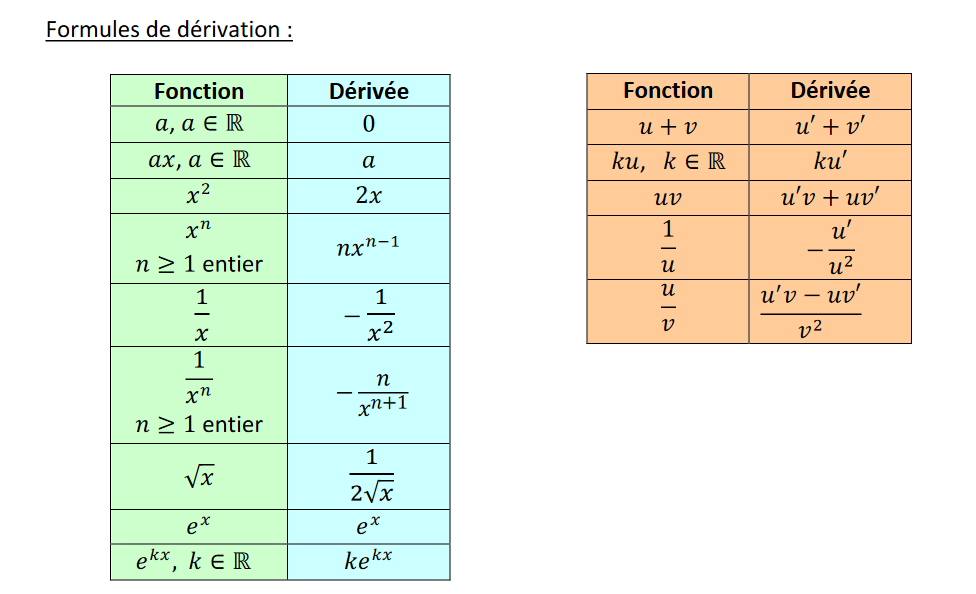 Formules de dérivation :
Fonction Dérivée
a, a ∈ ℝ 0
ax, a ∈ ℝ a
x² 2x
xⁿ
n ≥ 1 entier nxⁿ⁻¹
1/x −1/x²
1/xⁿ
n ≥ 1 entier −n/xⁿ⁺¹
√x 1/(2√x)
eˣ eˣ
eᵏˣ, k ∈ ℝ keᵏˣ
Fonction Dérivée
u + v u′ + v′
ku, k ∈ ℝ ku′
uv u′v + uv′
1/u −u′/u²
u/v (u′v − uv′)/v²